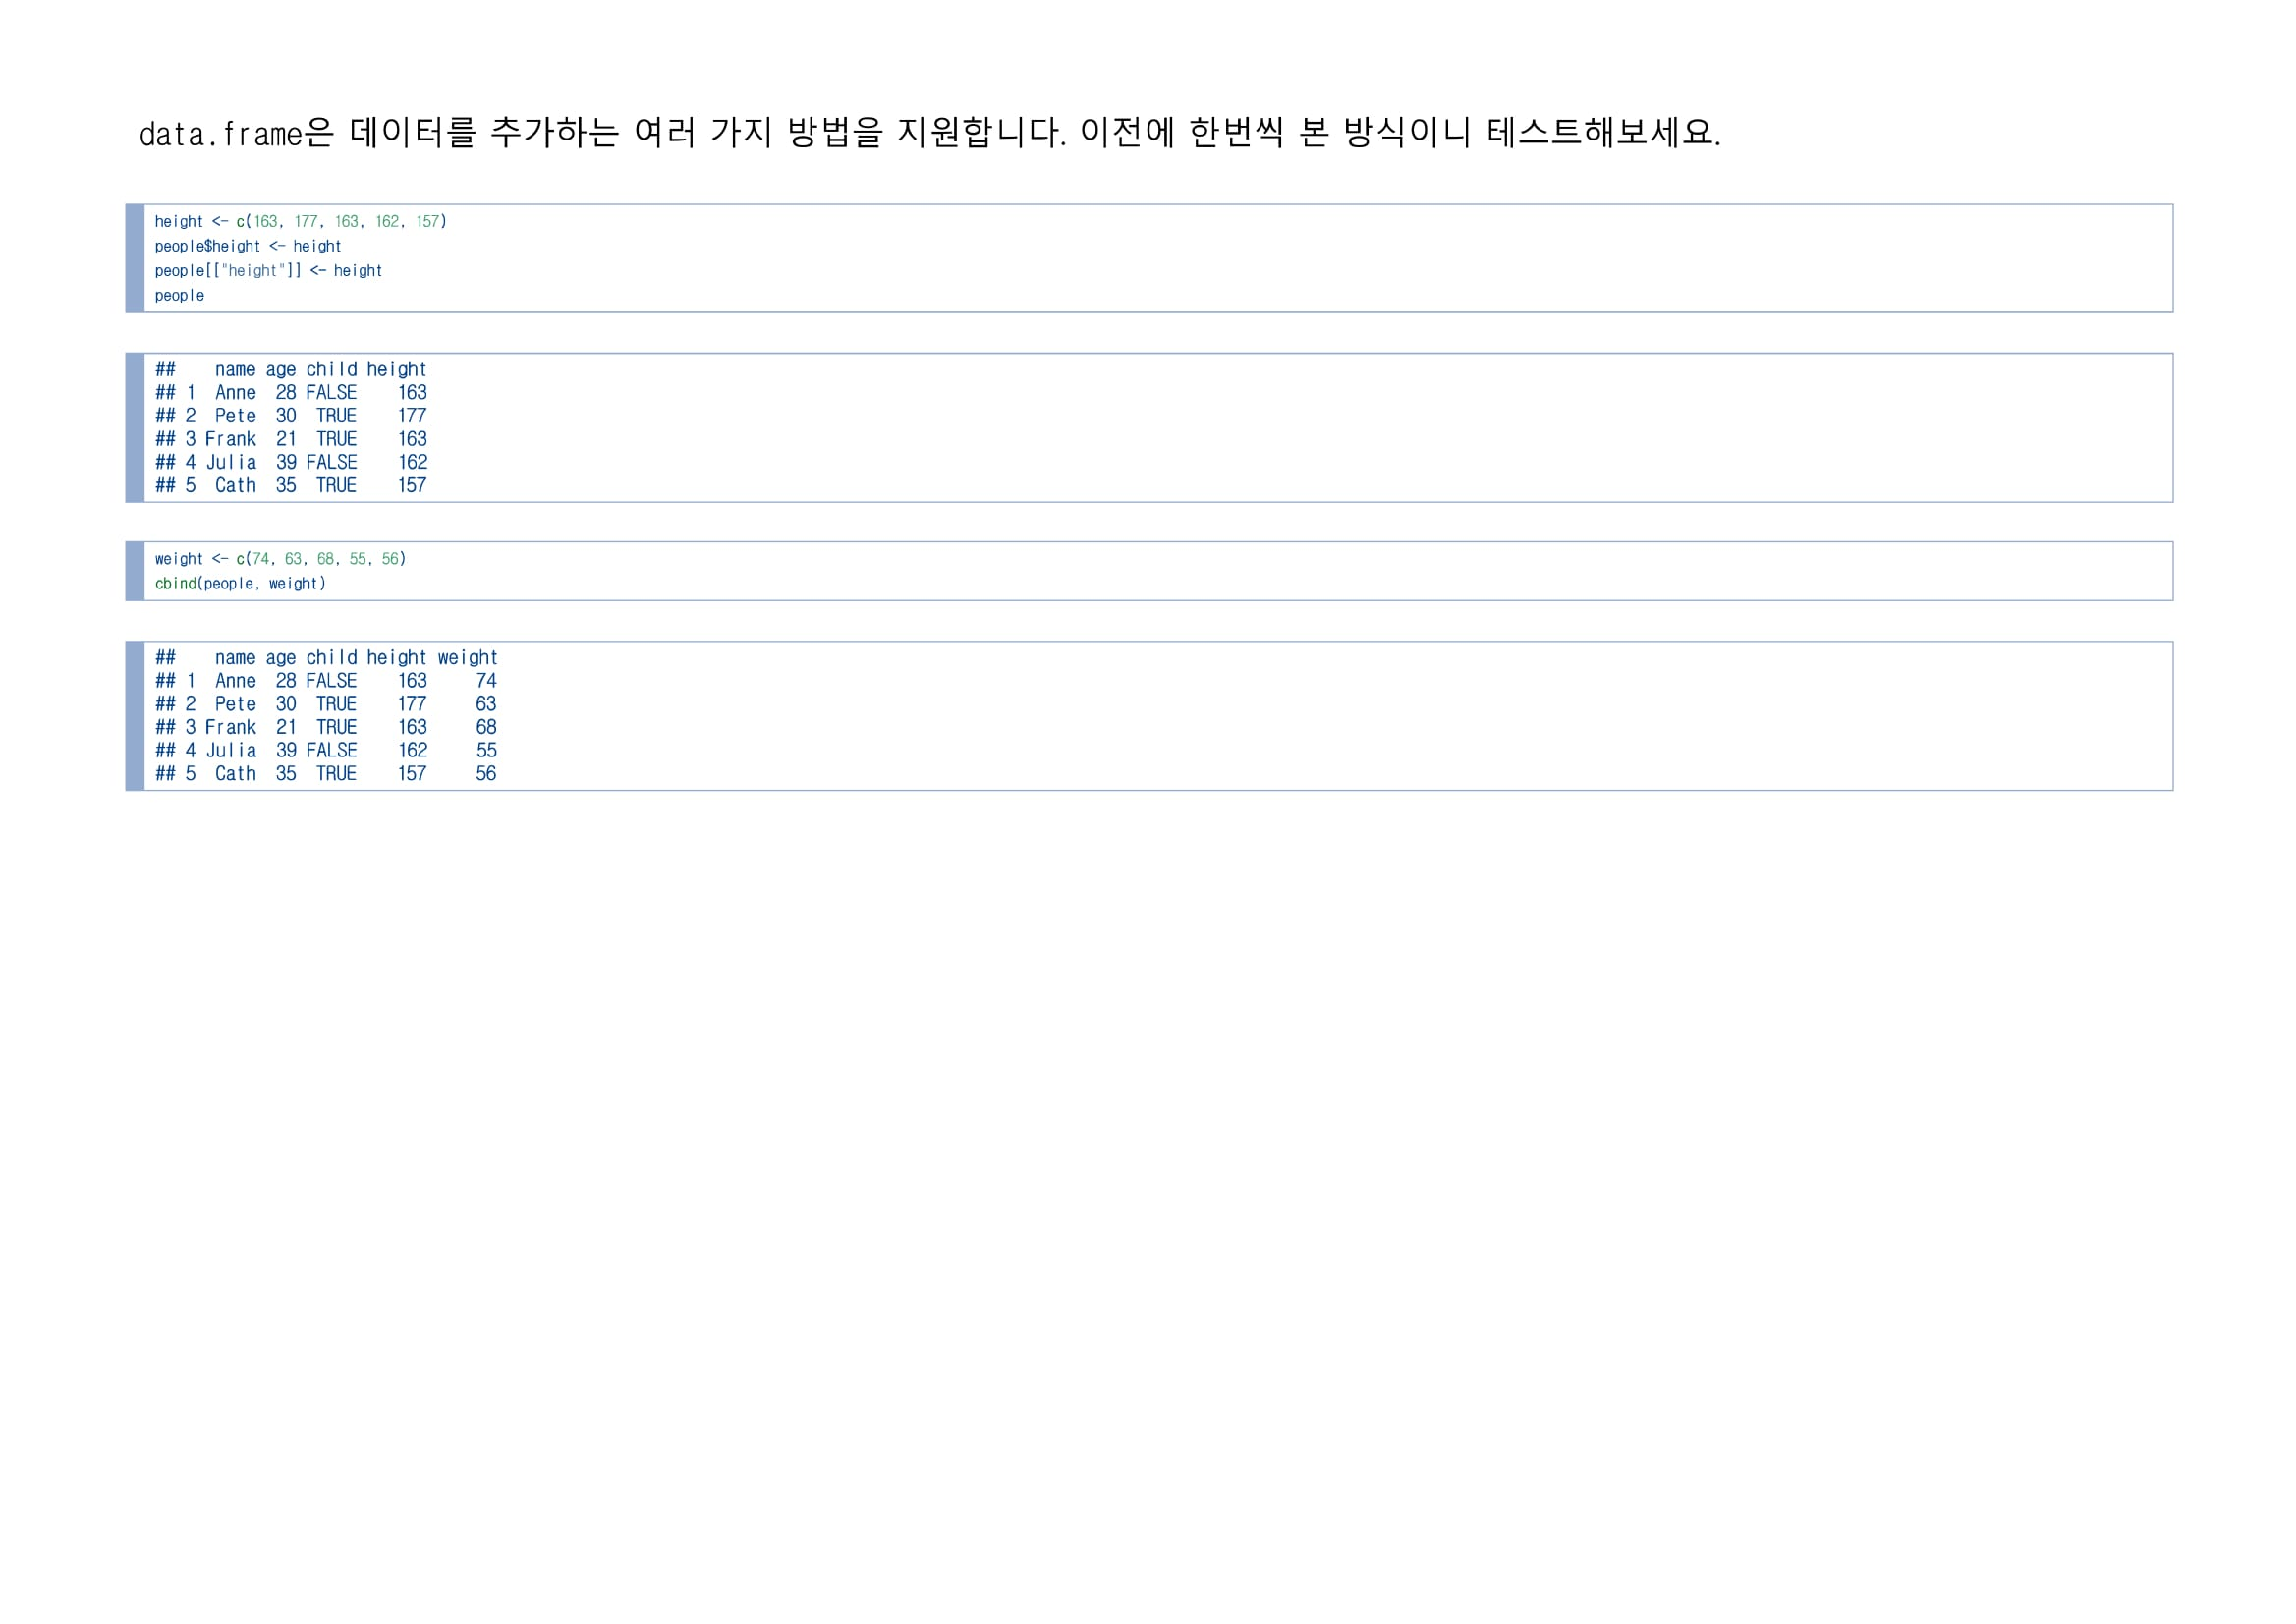 data.frame은 데이터를 추가하는 여러 가지 방법을 지원합니다. 이전에 한번씩 본 방식이니 테스트해보세요.
height <- c(163, 177, 163, 162, 157)
people$height <- height
people[["height"]] <- height
people
##    name age child height
## 1  Anne  28 FALSE    163
## 2  Pete  30  TRUE    177
## 3 Frank  21  TRUE    163
## 4 Julia  39 FALSE    162
## 5  Cath  35  TRUE    157
weight <- c(74, 63, 68, 55, 56)
cbind(people, weight)
##    name age child height weight
## 1  Anne  28 FALSE    163     74
## 2  Pete  30  TRUE    177     63
## 3 Frank  21  TRUE    163     68
## 4 Julia  39 FALSE    162     55
## 5  Cath  35  TRUE    157     56